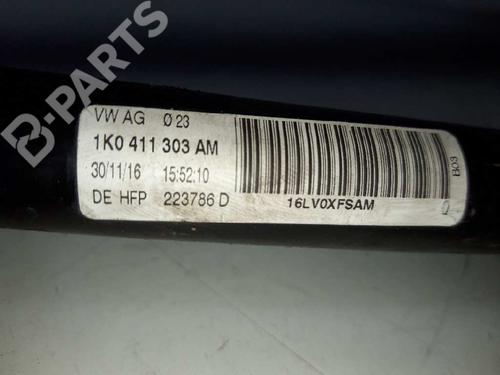 B-PARTS
VW AG Ø 23
1K0 411 303 AM
30/11/16 15:52:10
DE HFP 223786 D
16LV0XFSAM
B03